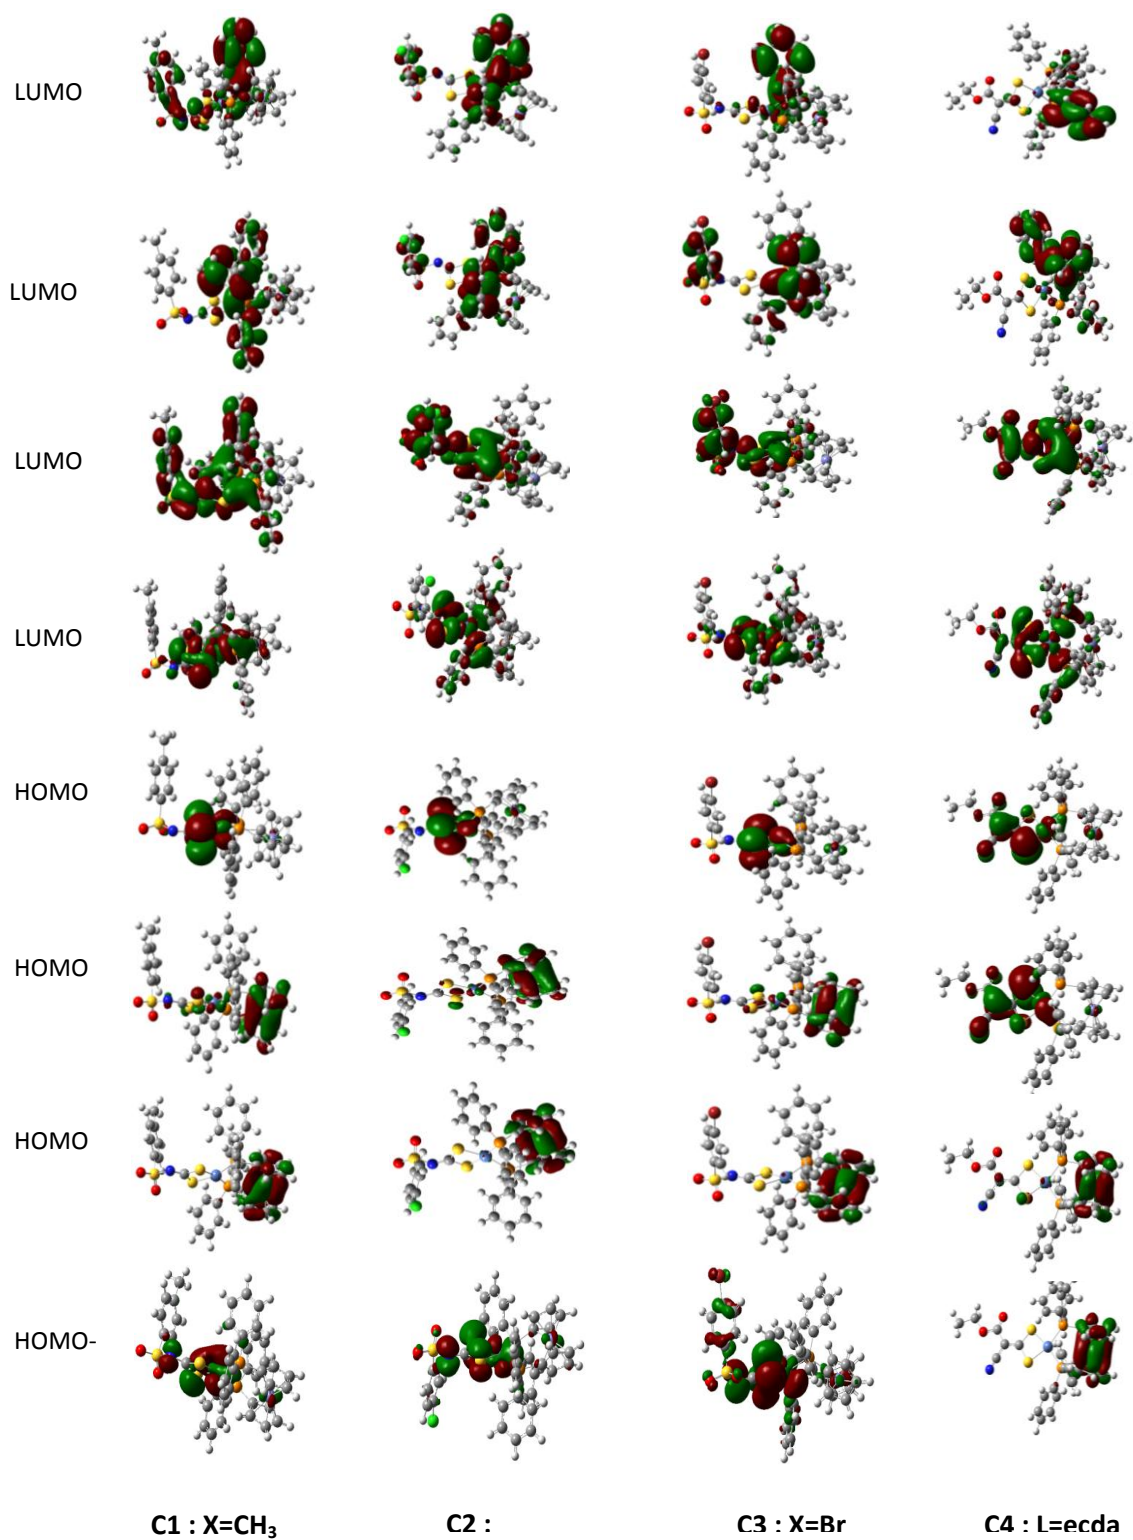 LUMO
LUMO
LUMO
LUMO
HOMO
HOMO
HOMO
HOMO-
C1 : X=CH₃ C2 : C3 : X=Br C4 : L=ecda